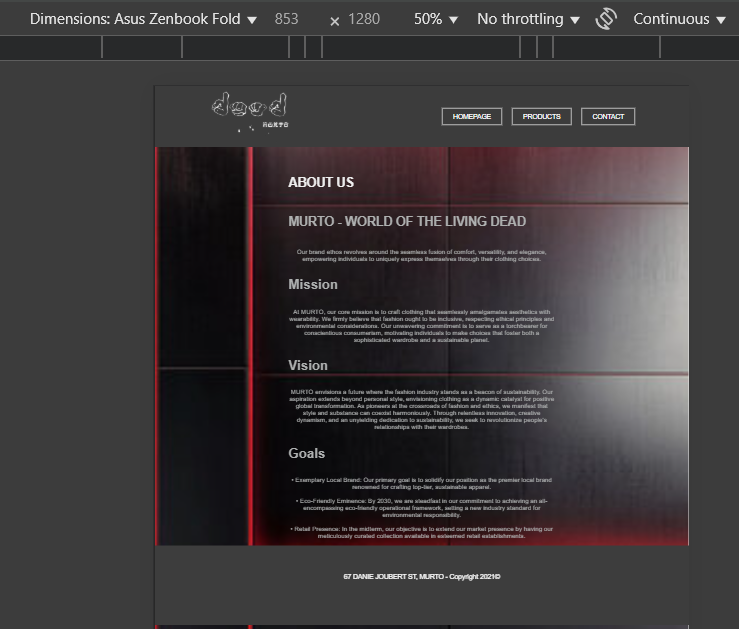 Dimensions: Asus Zenbook Fold ▼ 853 × 1280 50% ▼ No throttling ▼ Continuous ▼
MURTO
HOMEPAGE PRODUCTS CONTACT
ABOUT US
MURTO - WORLD OF THE LIVING DEAD
Our brand ethos revolves around the seamless fusion of comfort, versatility, and elegance,
empowering individuals to uniquely express themselves through their clothing choices.
Mission
At MURTO, our core mission is to craft clothing that seamlessly amalgamates aesthetics with
wearability. We firmly believe that fashion ought to be inclusive, respecting ethical principles and
environmental considerations. Our unwavering commitment is to serve as a torchbearer for
conscientious consumerism, motivating individuals to make choices that foster both a
sophisticated wardrobe and a sustainable planet.
Vision
MURTO envisions a future where the fashion industry stands as a beacon of sustainability. Our
aspiration extends beyond personal style, envisioning clothing as a dynamic catalyst for positive
global transformation. As pioneers at the crossroads of fashion and ethics, we manifest that
style and substance can coexist harmoniously. Through relentless innovation, creative
dynamism, and an unyielding dedication to sustainability, we seek to revolutionize people's
relationships with their wardrobes.
Goals
• Exemplary Local Brand: Our primary goal is to solidify our position as the premier local brand
renowned for crafting top-tier, sustainable apparel.
• Eco-Friendly Eminence: By 2030, we are steadfast in our commitment to achieving an all-
encompassing eco-friendly operational framework, setting a new industry standard for
environmental responsibility.
• Retail Presence: In the midterm, our objective is to extend our market presence by having our
meticulously curated collection available in esteemed retail establishments.
67 DANIE JOUBERT ST, MURTO - Copyright 2021©